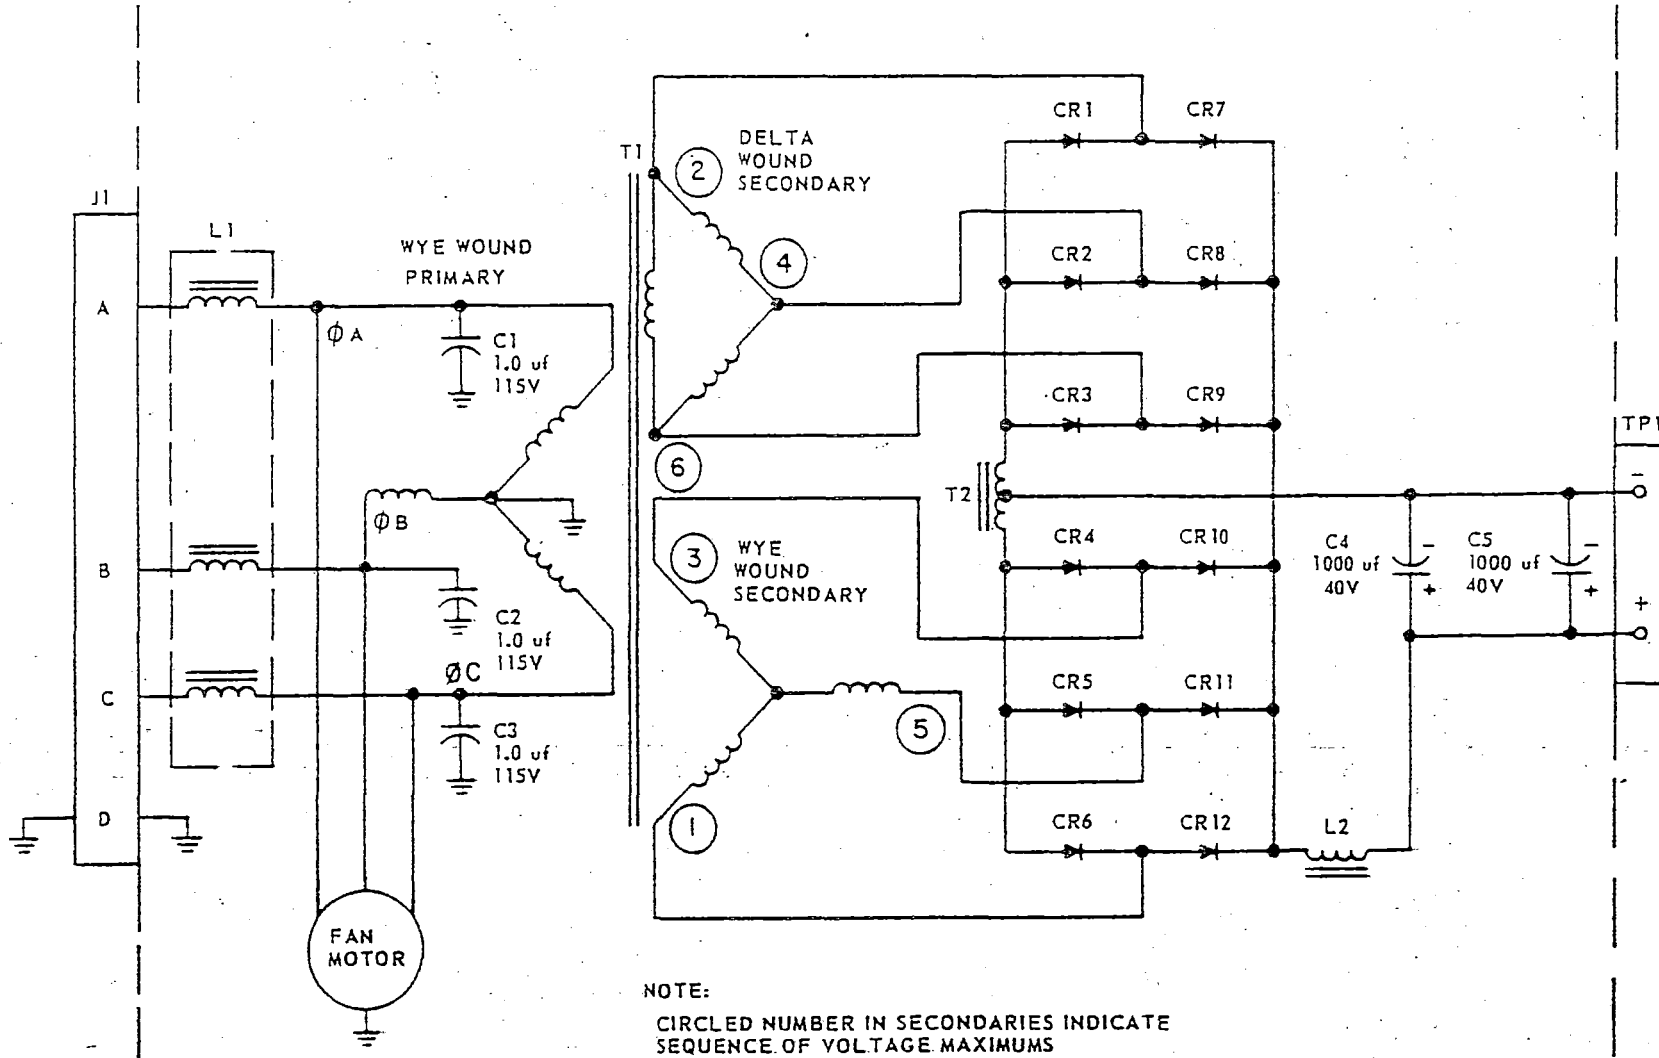 J1
A
B
C
D
L1
WYE WOUND
PRIMARY
ϕA
C1
1.0 uf
115V
ϕB
C2
1.0 uf
115V
ØC
C3
1.0 uf
115V
FAN
MOTOR
T1
2
DELTA
WOUND
SECONDARY
4
6
3
WYE
WOUND
SECONDARY
5
1
CR1
CR7
CR2
CR8
CR3
CR9
T2
CR4
CR10
CR5
CR11
CR6
CR12
L2
C4
1000 uf
40V
-
+
C5
1000 uf
40V
-
+
TP1
-
+
NOTE:
CIRCLED NUMBER IN SECONDARIES INDICATE
SEQUENCE OF VOLTAGE MAXIMUMS